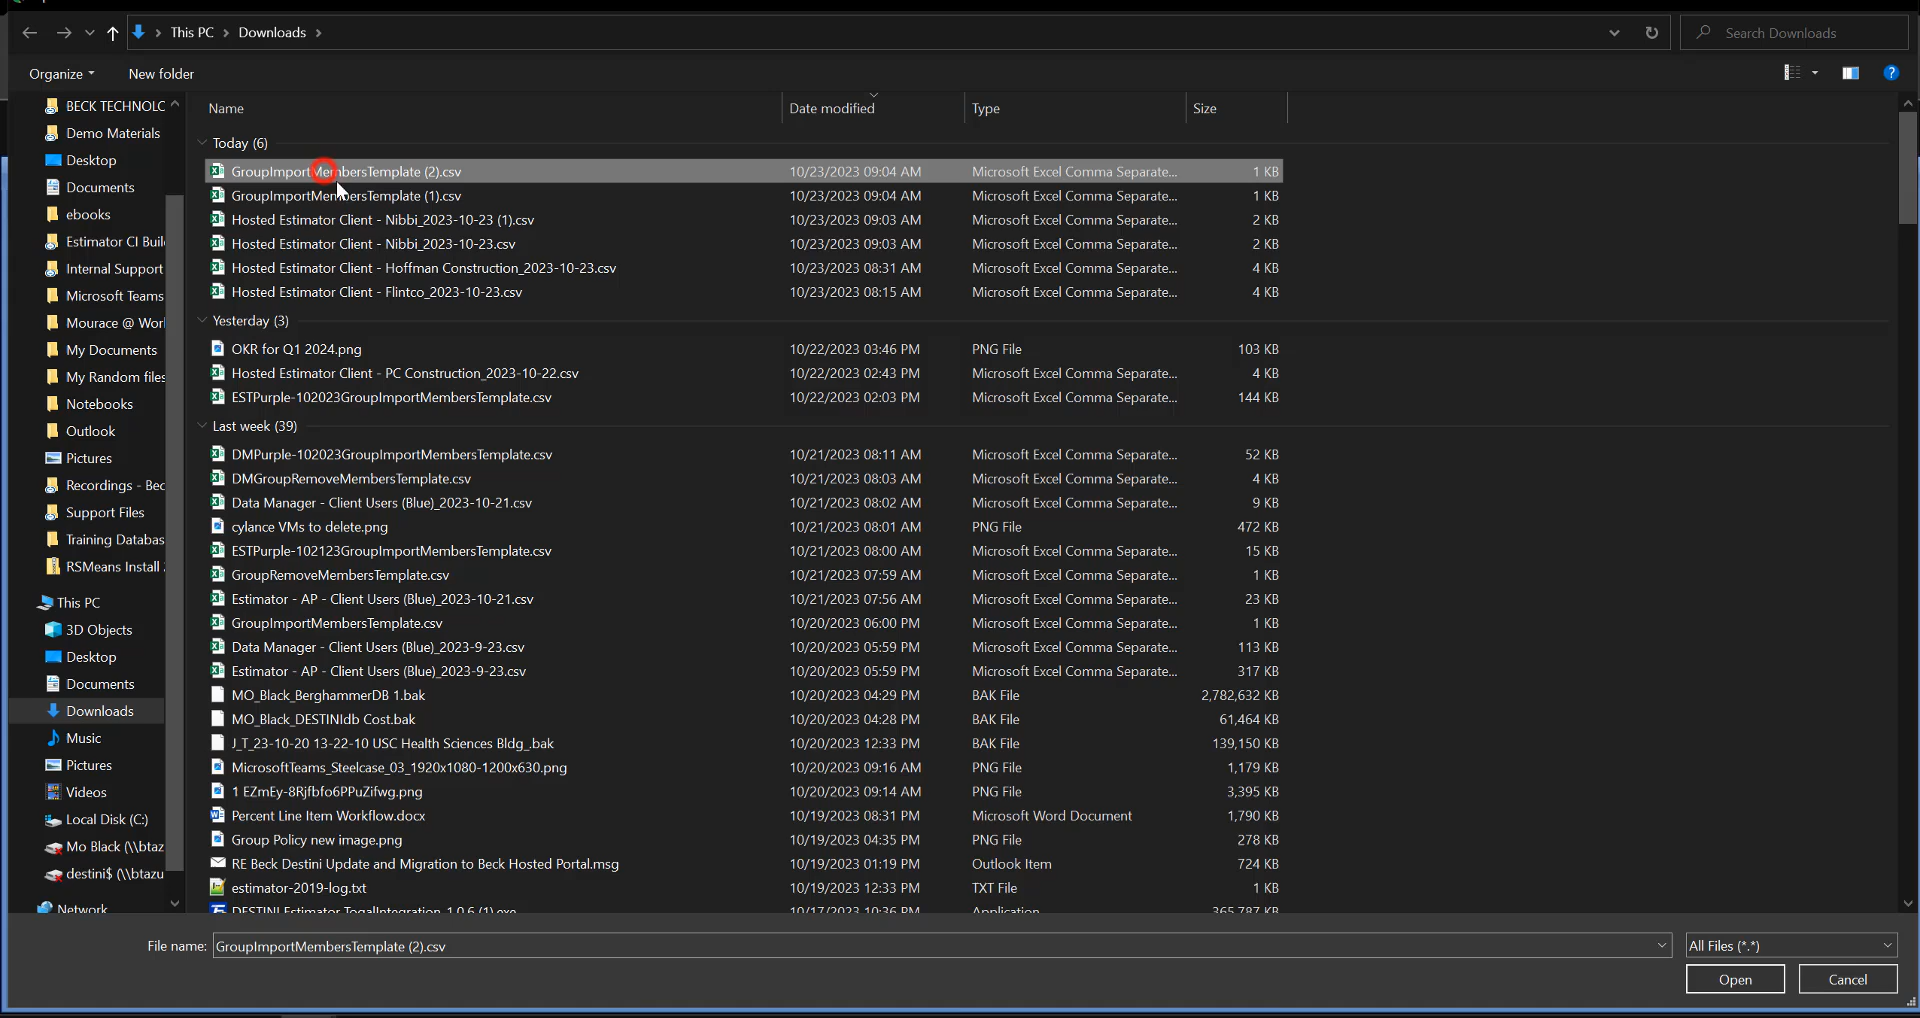 This PC > Downloads >
Search Downloads
Organize
New folder
?
BECK TECHNOLC
Demo Materials
Desktop
Documents
ebooks
Estimator CI Buil
Internal Support
Microsoft Teams
Mourace @ Wor
My Documents
My Random files
Notebooks
Outlook
Pictures
Recordings - Bec
Support Files
Training Databas
RSMeans Install
This PC
3D Objects
Desktop
Documents
Downloads
Music
Pictures
Videos
Local Disk (C:)
Mo Black (\\btaz
destini$ (\\btazu
Network
Name Date modified Type Size
Today (6)
GroupImportMembersTemplate (2).csv 10/23/2023 09:04 AM Microsoft Excel Comma Separate... 1 KB
GroupImportMembersTemplate (1).csv 10/23/2023 09:04 AM Microsoft Excel Comma Separate... 1 KB
Hosted Estimator Client - Nibbi_2023-10-23 (1).csv 10/23/2023 09:03 AM Microsoft Excel Comma Separate... 2 KB
Hosted Estimator Client - Nibbi_2023-10-23.csv 10/23/2023 09:03 AM Microsoft Excel Comma Separate... 2 KB
Hosted Estimator Client - Hoffman Construction_2023-10-23.csv 10/23/2023 08:31 AM Microsoft Excel Comma Separate... 4 KB
Hosted Estimator Client - Flintco_2023-10-23.csv 10/23/2023 08:15 AM Microsoft Excel Comma Separate... 4 KB
Yesterday (3)
OKR for Q1 2024.png 10/22/2023 03:46 PM PNG File 103 KB
Hosted Estimator Client - PC Construction_2023-10-22.csv 10/22/2023 02:43 PM Microsoft Excel Comma Separate... 4 KB
ESTPurple-102023GroupImportMembersTemplate.csv 10/22/2023 02:03 PM Microsoft Excel Comma Separate... 144 KB
Last week (39)
DMPurple-102023GroupImportMembersTemplate.csv 10/21/2023 08:11 AM Microsoft Excel Comma Separate... 52 KB
DMGroupRemoveMembersTemplate.csv 10/21/2023 08:03 AM Microsoft Excel Comma Separate... 4 KB
Data Manager - Client Users (Blue)_2023-10-21.csv 10/21/2023 08:02 AM Microsoft Excel Comma Separate... 9 KB
cylance VMs to delete.png 10/21/2023 08:01 AM PNG File 472 KB
ESTPurple-102123GroupImportMembersTemplate.csv 10/21/2023 08:00 AM Microsoft Excel Comma Separate... 15 KB
GroupRemoveMembersTemplate.csv 10/21/2023 07:59 AM Microsoft Excel Comma Separate... 1 KB
Estimator - AP - Client Users (Blue)_2023-10-21.csv 10/21/2023 07:56 AM Microsoft Excel Comma Separate... 23 KB
GroupImportMembersTemplate.csv 10/20/2023 06:00 PM Microsoft Excel Comma Separate... 1 KB
Data Manager - Client Users (Blue)_2023-9-23.csv 10/20/2023 05:59 PM Microsoft Excel Comma Separate... 113 KB
Estimator - AP - Client Users (Blue)_2023-9-23.csv 10/20/2023 05:59 PM Microsoft Excel Comma Separate... 317 KB
MO_Black_BerghammerDB 1.bak 10/20/2023 04:29 PM BAK File 2,782,632 KB
MO_Black_DESTINIdb Cost.bak 10/20/2023 04:28 PM BAK File 61,464 KB
J_T_23-10-20 13-22-10 USC Health Sciences Bldg_.bak 10/20/2023 12:33 PM BAK File 139,150 KB
MicrosoftTeams_Steelcase_03_1920x1080-1200x630.png 10/20/2023 09:16 AM PNG File 1,179 KB
1 EZmEy-8Rjfbfo6PPuZifwg.png 10/20/2023 09:14 AM PNG File 3,395 KB
Percent Line Item Workflow.docx 10/19/2023 08:31 PM Microsoft Word Document 1,790 KB
Group Policy new image.png 10/19/2023 04:35 PM PNG File 278 KB
RE Beck Destini Update and Migration to Beck Hosted Portal.msg 10/19/2023 01:19 PM Outlook Item 724 KB
estimator-2019-log.txt 10/19/2023 12:33 PM TXT File 1 KB
DESTINI Estimator TogalIntegration_1.0.6 (1).exe 10/17/2023 10:36 PM Application 365,787 KB
File name: GroupImportMembersTemplate (2).csv
All Files (*.*)
Open
Cancel